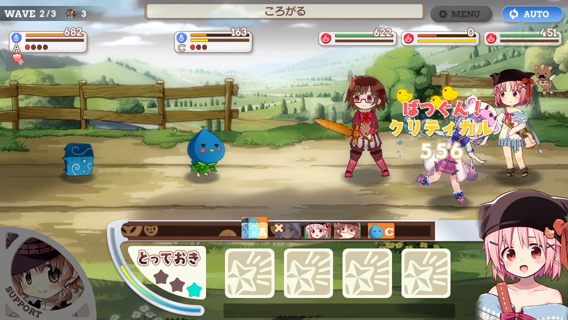 WAVE 2/3 3
ころがる
MENU
AUTO
682
A
163
C
622
0
451
ばつぐん!
クリティカル
556
A
C
とっておき
SUPPORT